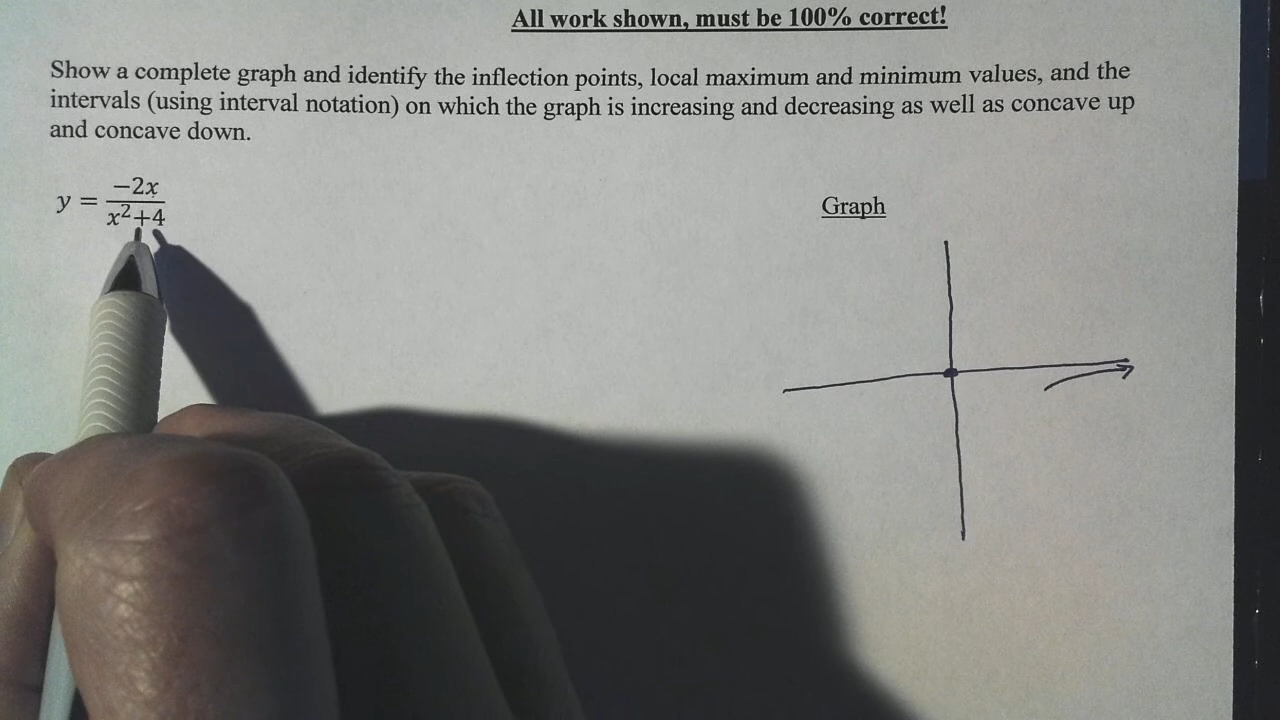 All work shown, must be 100% correct!
Show a complete graph and identify the inflection points, local maximum and minimum values, and the
intervals (using interval notation) on which the graph is increasing and decreasing as well as concave up
and concave down.
y = \frac{-2x}{x^2+4}
Graph